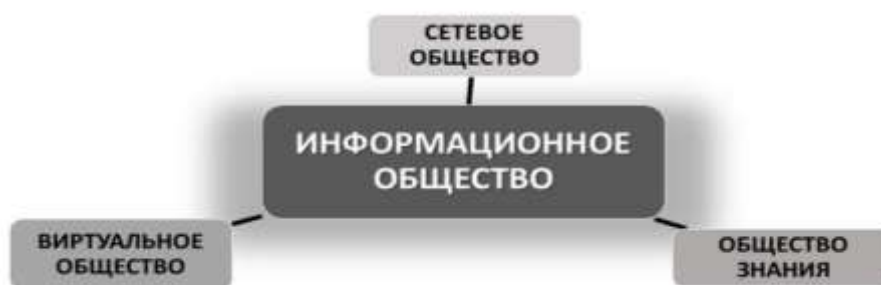 СЕТЕВОЕ
ОБЩЕСТВО
ИНФОРМАЦИОННОЕ
ОБЩЕСТВО
ВИРТУАЛЬНОЕ
ОБЩЕСТВО
ОБЩЕСТВО
ЗНАНИЯ